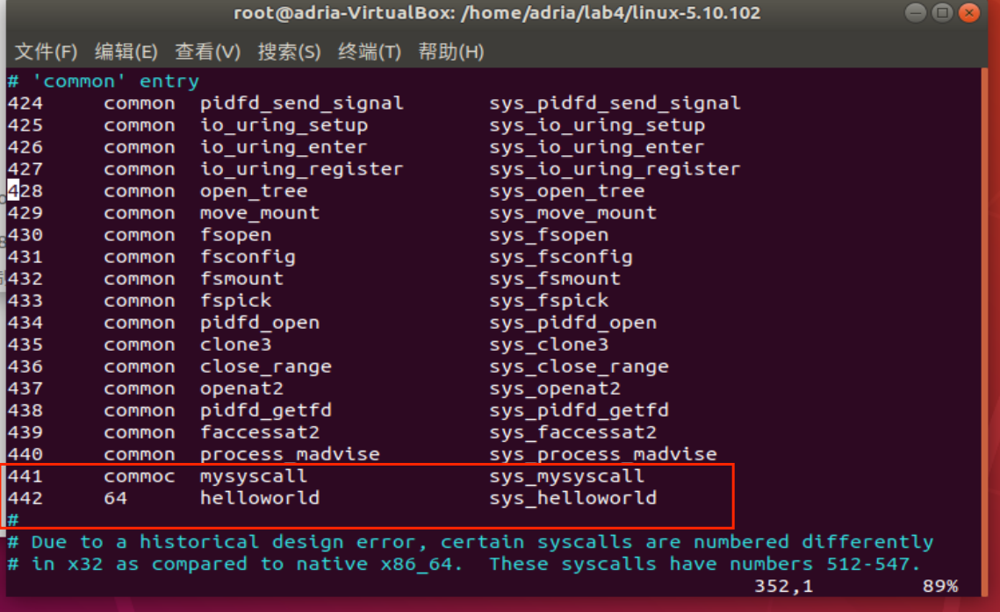 root@adria-VirtualBox: /home/adria/lab4/linux-5.10.102
文件(F) 编辑(E) 查看(V) 搜索(S) 终端(T) 帮助(H)
# 'common' entry
424 common pidfd_send_signal sys_pidfd_send_signal
425 common io_uring_setup sys_io_uring_setup
426 common io_uring_enter sys_io_uring_enter
427 common io_uring_register sys_io_uring_register
428 common open_tree sys_open_tree
429 common move_mount sys_move_mount
430 common fsopen sys_fsopen
431 common fsconfig sys_fsconfig
432 common fsmount sys_fsmount
433 common fspick sys_fspick
434 common pidfd_open sys_pidfd_open
435 common clone3 sys_clone3
436 common close_range sys_close_range
437 common openat2 sys_openat2
438 common pidfd_getfd sys_pidfd_getfd
439 common faccessat2 sys_faccessat2
440 common process_madvise sys_process_madvise
441 commoc mysyscall sys_mysyscall
442 64 helloworld sys_helloworld
#
# Due to a historical design error, certain syscalls are numbered differently
# in x32 as compared to native x86_64.  These syscalls have numbers 512-547.
352,1 89%